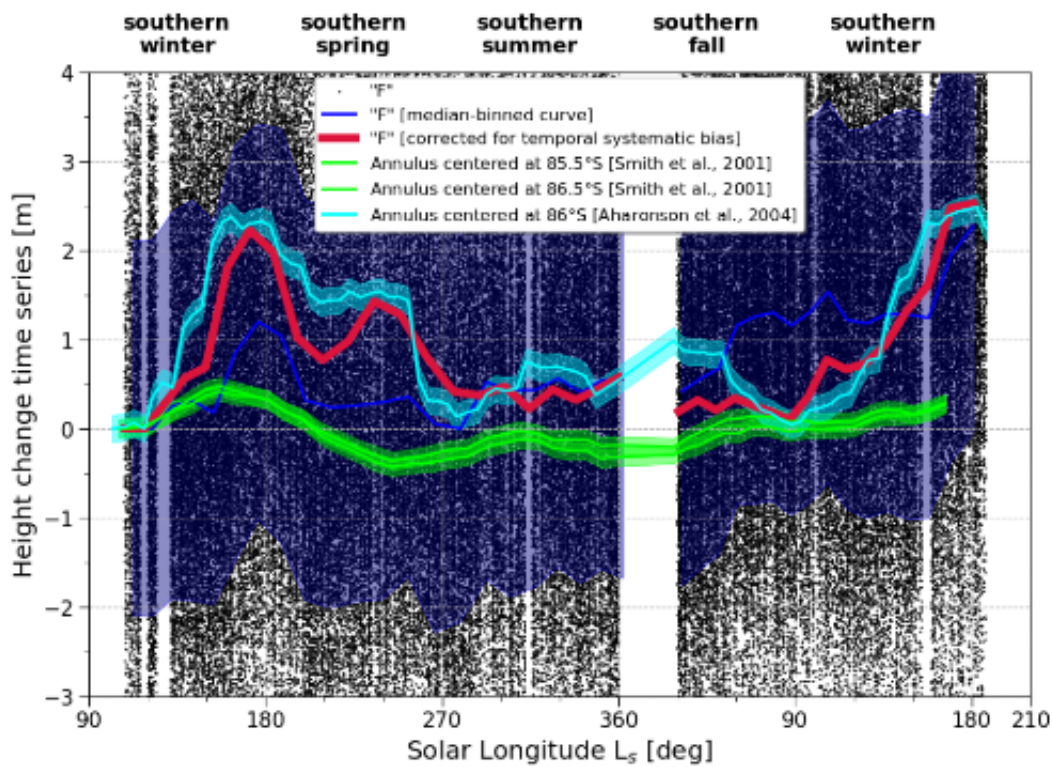 southern winter
southern spring
southern summer
southern fall
southern winter
"F"
"F" [median-binned curve]
"F" [corrected for temporal systematic bias]
Annulus centered at 85.5°S [Smith et al., 2001]
Annulus centered at 86.5°S [Smith et al., 2001]
Annulus centered at 86°S [Aharonson et al., 2004]
Height change time series [m]
4
3
2
1
0
−1
−2
−3
90 180 270 360 90 180 210
Solar Longitude Ls [deg]